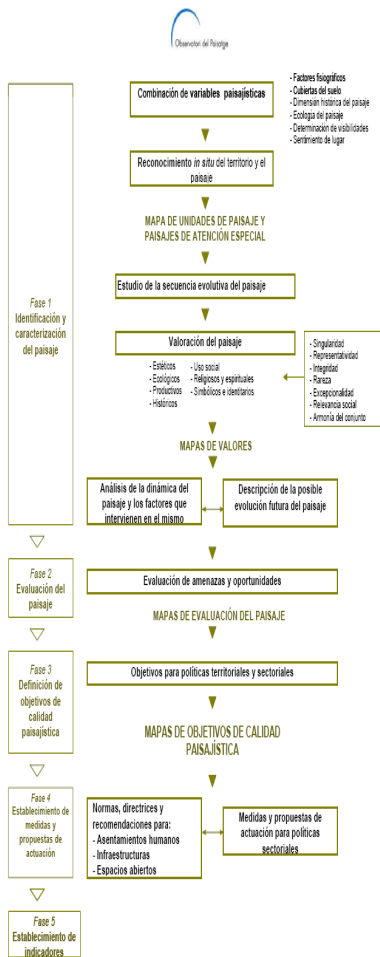 Observatori del Paisatge
Combinación de variables paisajísticas
- Factores fisiográficos
- Cubiertas del suelo
- Dimensión histórica del paisaje
- Ecología del paisaje
- Determinación de visibilidades
- Sentimiento de lugar
Reconocimiento in situ del territorio y el
paisaje
MAPA DE UNIDADES DE PAISAJE Y
PAISAJES DE ATENCIÓN ESPECIAL
Fase 1
Identificación y
caracterización
del paisaje
Estudio de la secuencia evolutiva del paisaje
Valoración del paisaje
- Estéticos
- Ecológicos
- Productivos
- Históricos
- Uso social
- Religiosos y espirituales
- Simbólicos e identitarios
- Singularidad
- Representatividad
- Integridad
- Rareza
- Excepcionalidad
- Relevancia social
- Armonía del conjunto
MAPAS DE VALORES
Análisis de la dinámica del
paisaje y los factores que
intervienen en el mismo
Descripción de la posible
evolución futura del paisaje
Fase 2
Evaluación del
paisaje
Evaluación de amenazas y oportunidades
MAPAS DE EVALUACIÓN DEL PAISAJE
Fase 3
Definición de
objetivos de
calidad
paisajística
Objetivos para políticas territoriales y sectoriales
MAPAS DE OBJETIVOS DE CALIDAD
PAISAJÍSTICA
Fase 4
Establecimiento de
medidas y
propuestas de
actuación
Normas, directrices y
recomendaciones para:
- Asentamientos humanos
- Infraestructuras
- Espacios abiertos
Medidas y propuestas de
actuación para políticas
sectoriales
Fase 5
Establecimiento de
indicadores